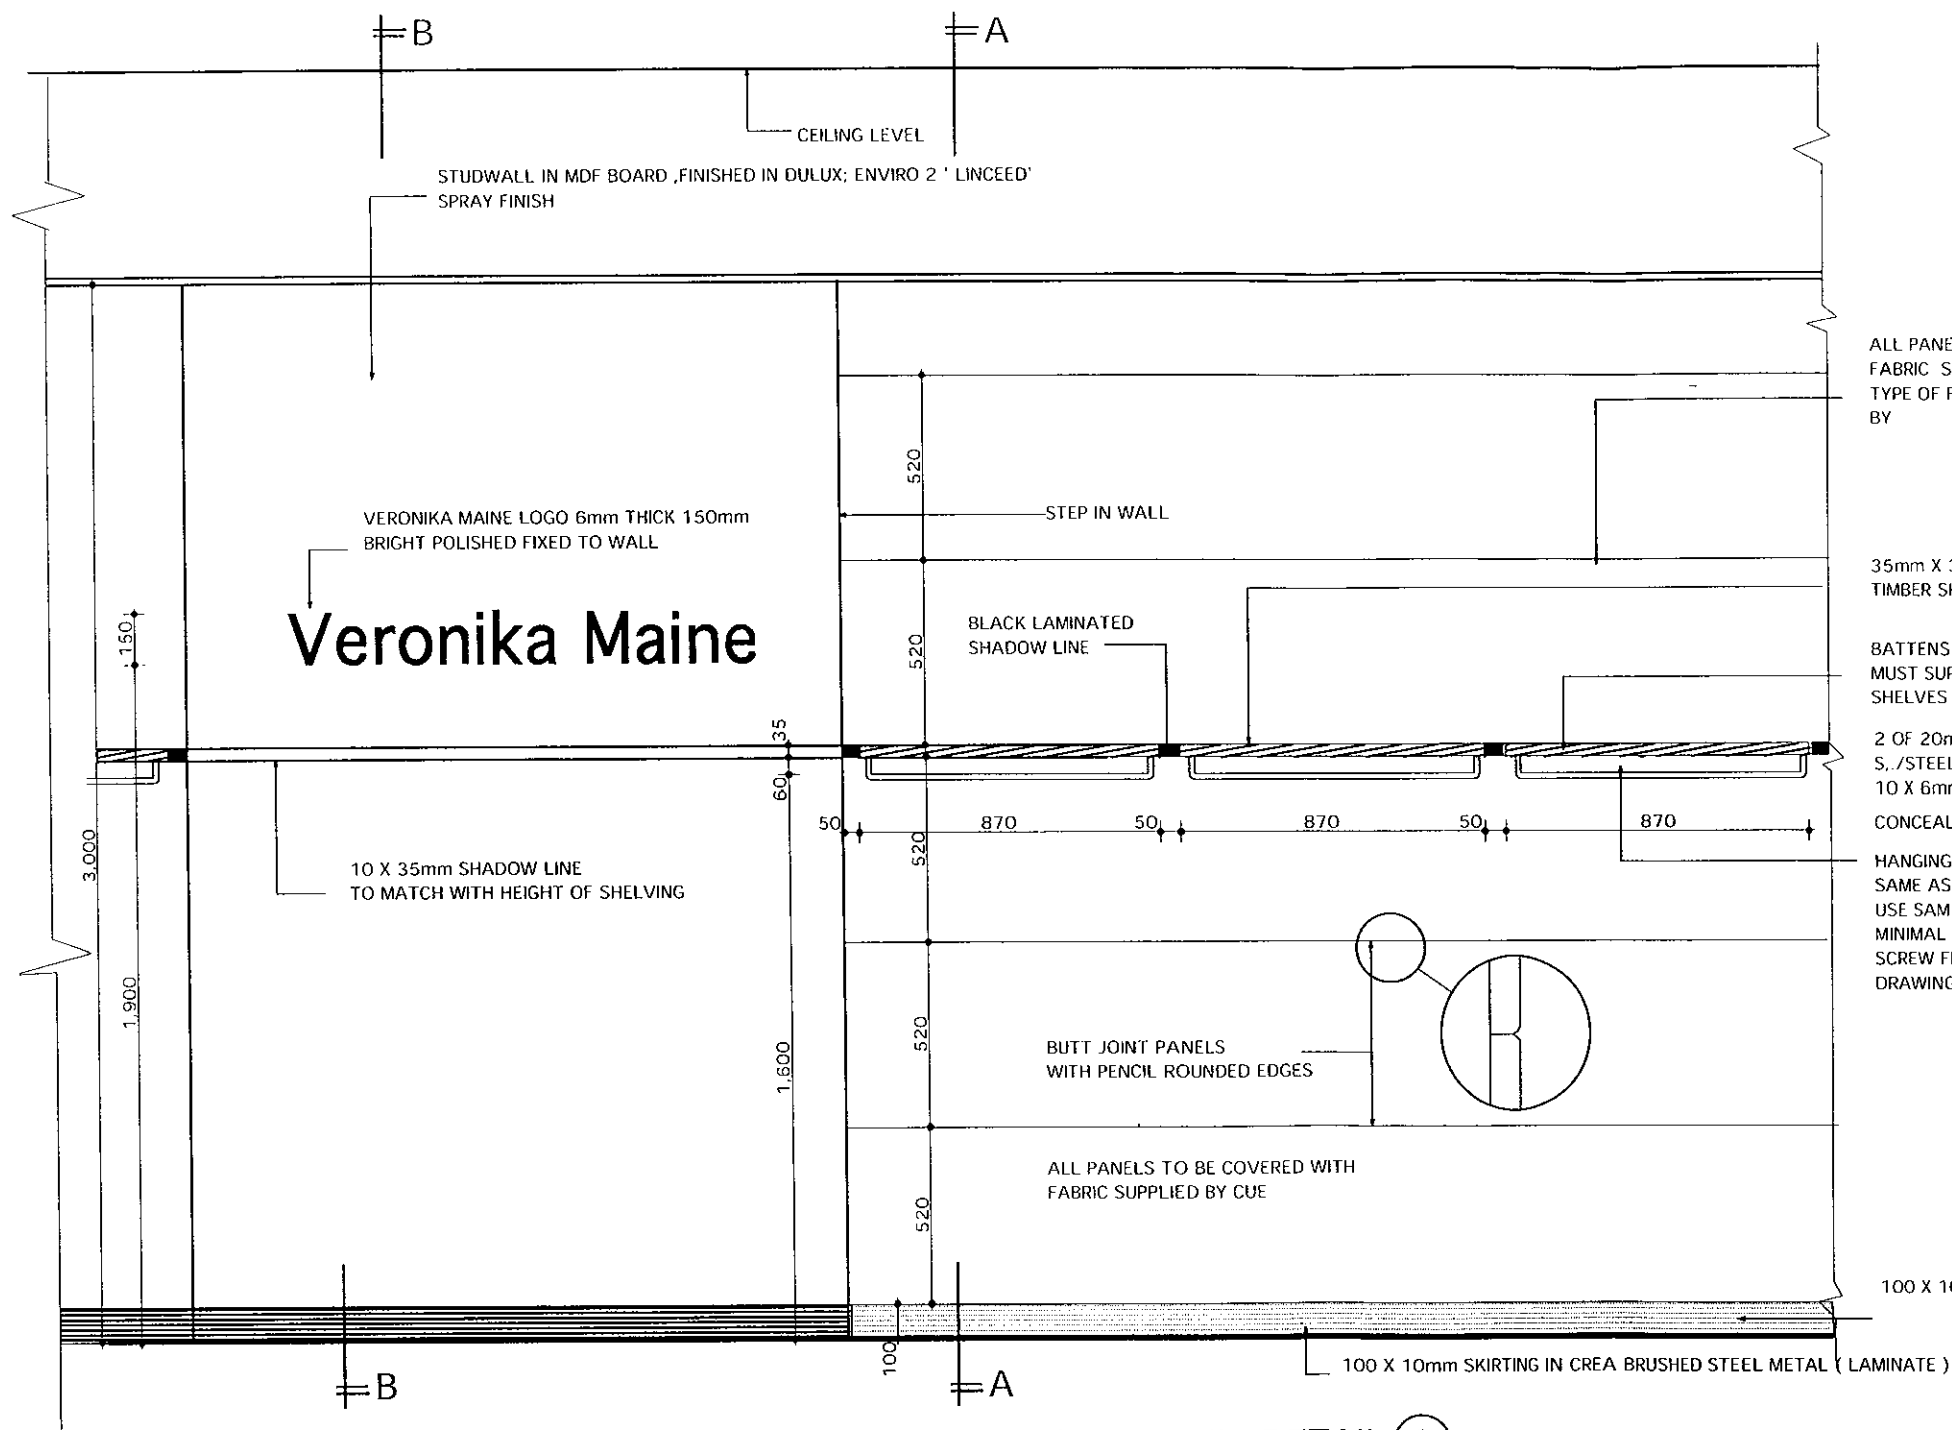 B
A
CEILING LEVEL
STUDWALL IN MDF BOARD ,FINISHED IN DULUX; ENVIRO 2 ' LINCEED'
SPRAY FINISH
ALL PANE
FABRIC S
TYPE OF
BY
520
VERONIKA MAINE LOGO 6mm THICK 150mm
BRIGHT POLISHED FIXED TO WALL
STEP IN WALL
35mm X
TIMBER
150
Veronika Maine
BLACK LAMINATED
SHADOW LINE
520
BATTENS
MUST
SHELVES
35
60
2 OF 20m
S,./STEEL
10 X 6mm
50 870 50 870 50 870
CONCEAL
3,000
10 X 35mm SHADOW LINE
TO MATCH WITH HEIGHT OF SHELVING
520
HANGING
SAME AS
USE SAM
MINIMAL
SCREW
DRAWING
1,900
1,600
520
BUTT JOINT PANELS
WITH PENCIL ROUNDED EDGES
ALL PANELS TO BE COVERED WITH
FABRIC SUPPLIED BY CUE
520
100 X
100
100 X 10mm SKIRTING IN CREA BRUSHED STEEL METAL ( LAMINATE )
B
A